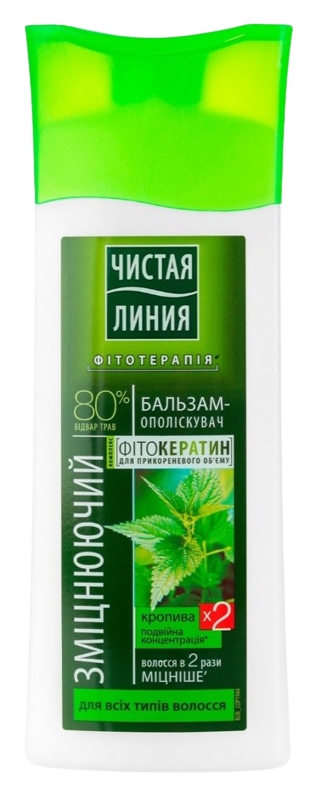 ЧИСТАЯ
ЛИНИЯ
ФІТОТЕРАПІЯ
80%
ВІДВАР ТРАВ
БАЛЬЗАМ-
ОПОЛІСКУВАЧ
ЗМІЦНЮЮЧИЙ
КОМПЛЕКС
ФІТОКЕРАТИН
ДЛЯ ПРИКОРЕНЕВОГО ОБ'ЄМУ
кропива x2
подвійна
концентрація*
волосся в 2 рази
МІЦНІШЕ'
для всіх типів волосся